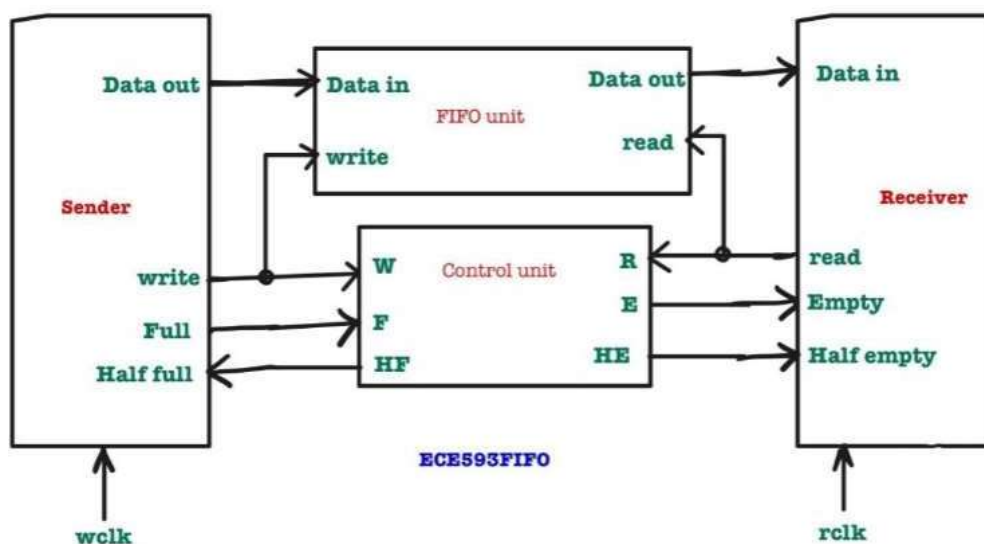 Data out
Data in
Data out
Data in
FIFO unit
write
read
Sender
Receiver
write
W
Control unit
R
read
Full
F
E
Empty
Half full
HF
HE
Half empty
ECE593FIFO
wclk
rclk